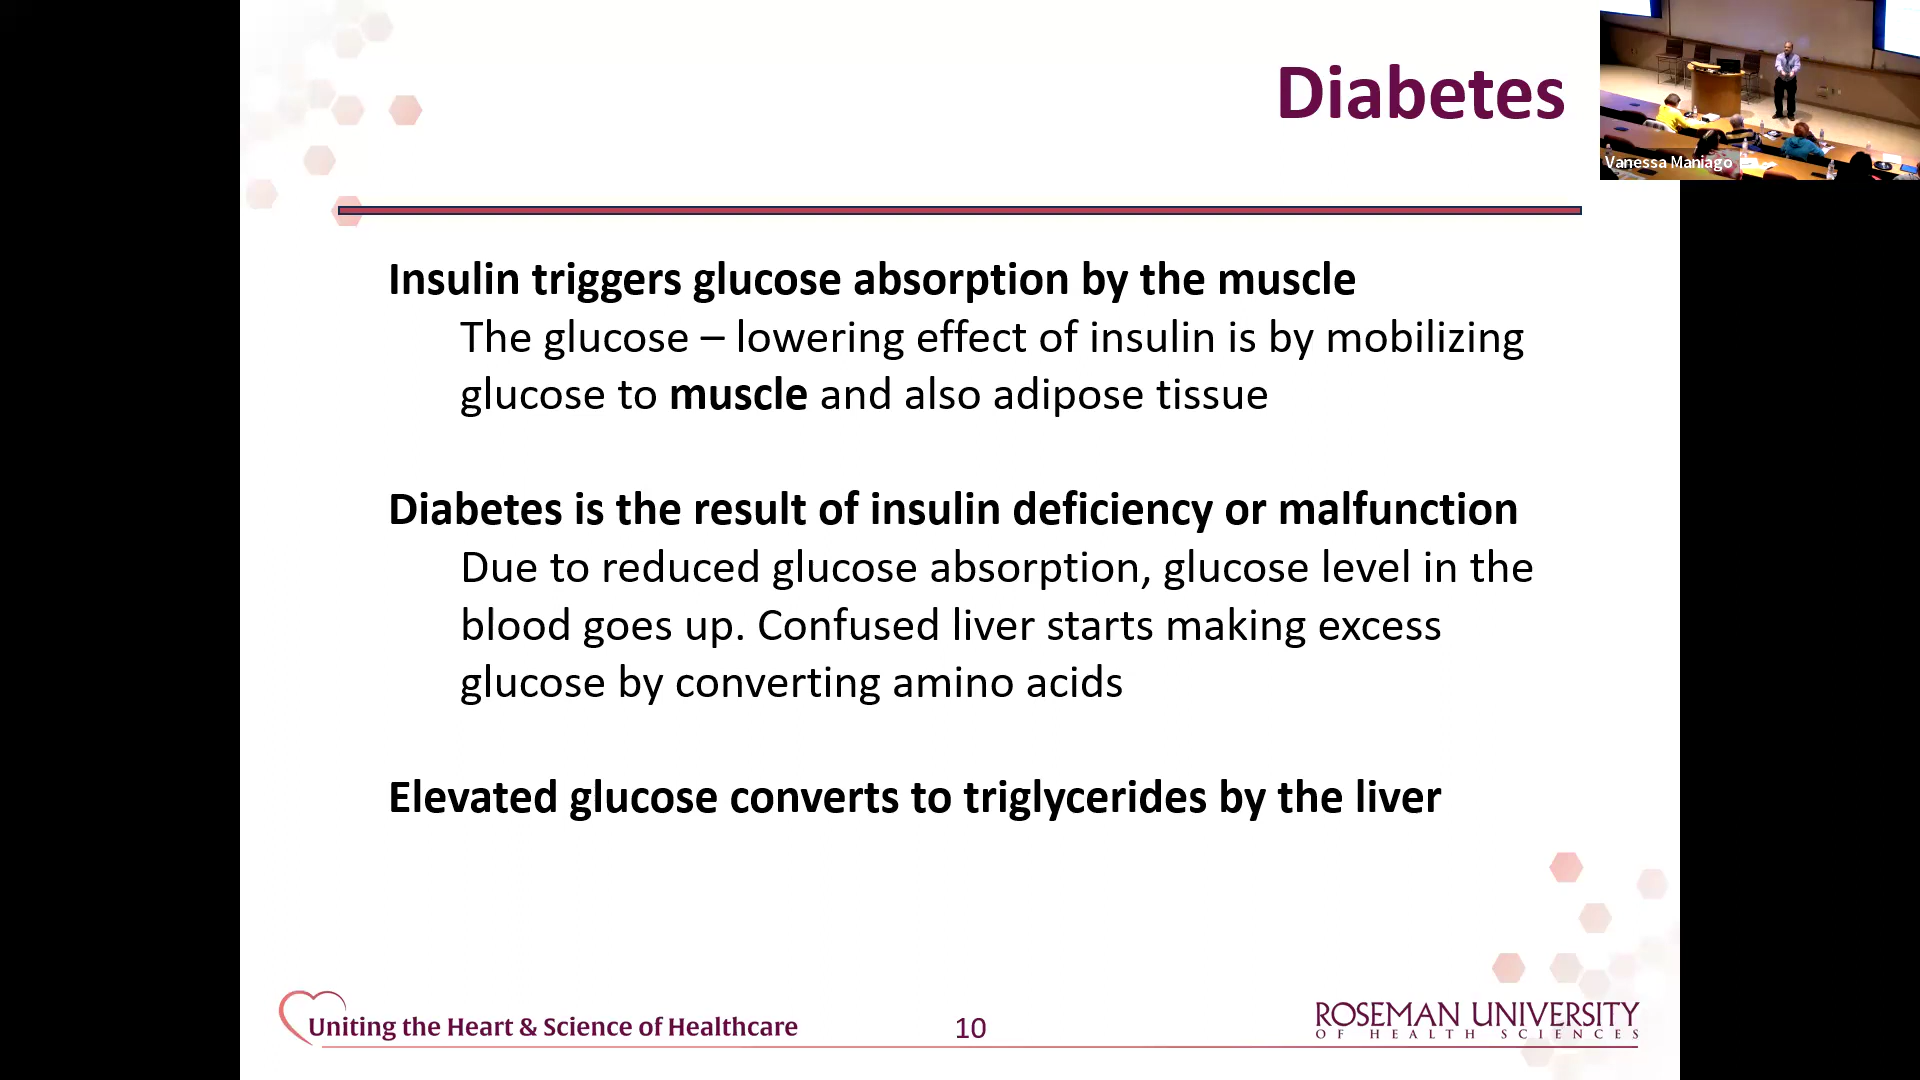 Diabetes
Vanessa Maniago
Insulin triggers glucose absorption by the muscle
The glucose – lowering effect of insulin is by mobilizing
glucose to muscle and also adipose tissue
Diabetes is the result of insulin deficiency or malfunction
Due to reduced glucose absorption, glucose level in the
blood goes up. Confused liver starts making excess
glucose by converting amino acids
Elevated glucose converts to triglycerides by the liver
Uniting the Heart & Science of Healthcare
10
ROSEMAN UNIVERSITY
OF HEALTH SCIENCES